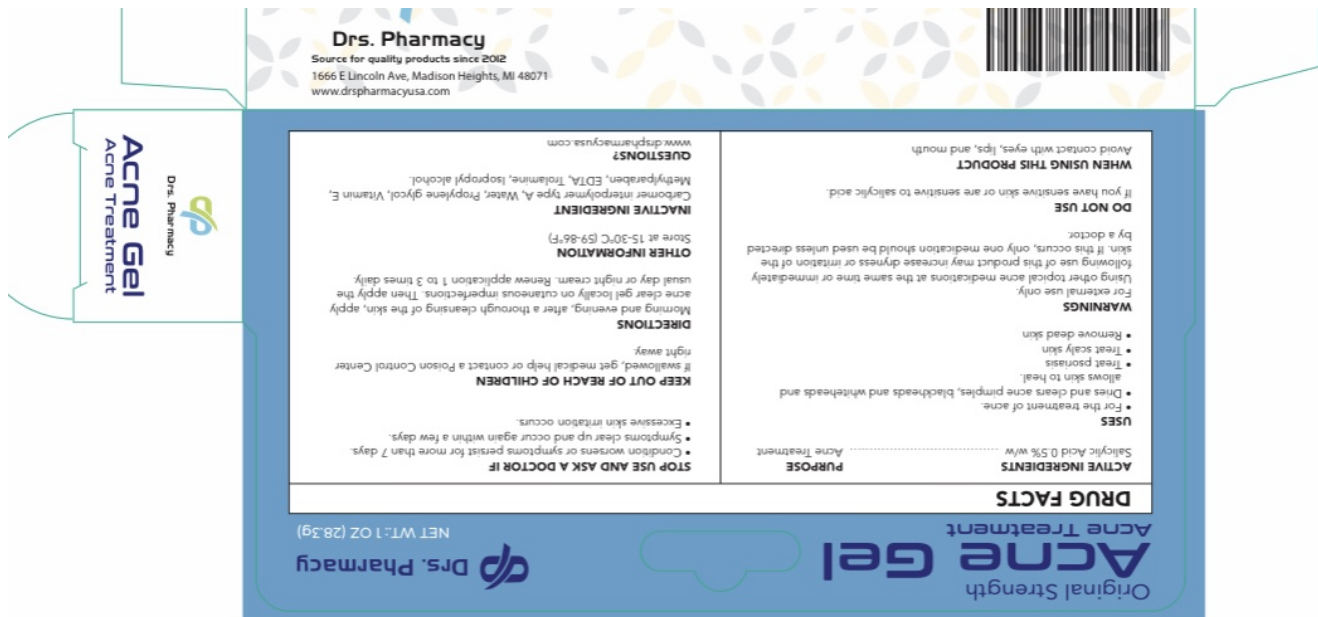 Drs. Pharmacy
Source for quality products since 2012
1666 E Lincoln Ave, Madison Heights, MI 48071
www.drspharmacyusa.com
Acne Gel
Acne Treatment
Drs. Pharmacy
Original Strength
Acne Gel
Acne Treatment
Drs. Pharmacy
NET WT.: 1 OZ (28.3g)
DRUG FACTS
ACTIVE INGREDIENTS PURPOSE
Salicylic Acid 0.5% w/w ........................................ Acne Treatment
USES
• For the treatment of acne.
• Dries and clears acne pimples, blackheads and whiteheads and
allows skin to heal.
• Treat psoriasis
• Treat scaly skin
• Remove dead skin
WARNINGS
For external use only.
Using other topical acne medications at the same time or immediately
following use of this product may increase dryness or irritation of the
skin. If this occurs, only one medication should be used unless directed
by a doctor.
DO NOT USE
If you have sensitive skin or are sensitive to salicylic acid.
WHEN USING THIS PRODUCT
Avoid contact with eyes, lips, and mouth
STOP USE AND ASK A DOCTOR IF
• Condition worsens or symptoms persist for more than 7 days.
• Symptoms clear up and occur again within a few days.
• Excessive skin irritation occurs.
KEEP OUT OF REACH OF CHILDREN
If swallowed, get medical help or contact a Poison Control Center
right away.
DIRECTIONS
Morning and evening, after a thorough cleansing of the skin, apply
acne clear gel locally on cutaneous imperfections. Then apply the
usual day or night cream. Renew application 1 to 3 times daily.
OTHER INFORMATION
Store at 15-30°C (59-86°F)
INACTIVE INGREDIENT
Carbomer interpolymer type A, Water, Propylene glycol, Vitamin E,
Methylparaben, EDTA, Trolamine, Isopropyl alcohol.
QUESTIONS?
www.drspharmacyusa.com